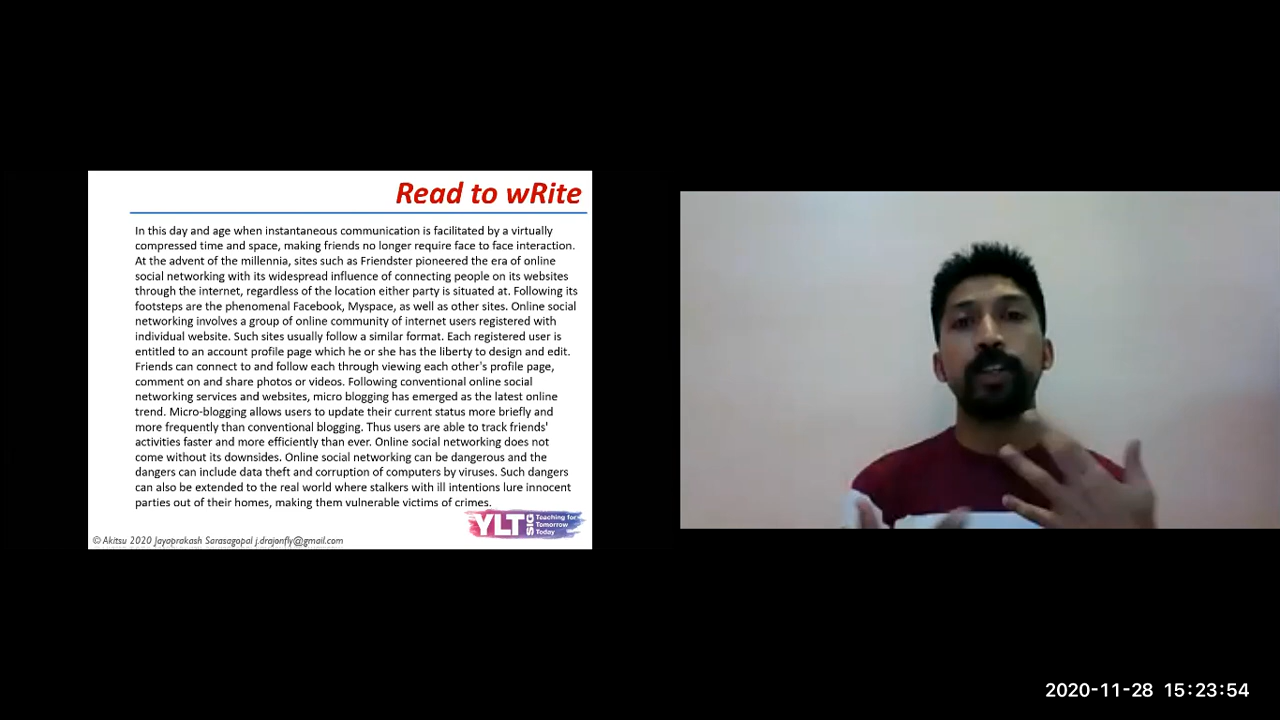 Read to wRite
In this day and age when instantaneous communication is facilitated by a virtually
compressed time and space, making friends no longer require face to face interaction.
At the advent of the millennia, sites such as Friendster pioneered the era of online
social networking with its widespread influence of connecting people on its websites
through the internet, regardless of the location either party is situated at. Following its
footsteps are the phenomenal Facebook, Myspace, as well as other sites. Online social
networking involves a group of online community of internet users registered with
individual website. Such sites usually follow a similar format. Each registered user is
entitled to an account profile page which he or she has the liberty to design and edit.
Friends can connect to and follow each through viewing each other's profile page,
comment on and share photos or videos. Following conventional online social
networking services and websites, micro blogging has emerged as the latest online
trend. Micro-blogging allows users to update their current status more briefly and
more frequently than conventional blogging. Thus users are able to track friends'
activities faster and more efficiently than ever. Online social networking does not
come without its downsides. Online social networking can be dangerous and the
dangers can include data theft and corruption of computers by viruses. Such dangers
can also be extended to the real world where stalkers with ill intentions lure innocent
parties out of their homes, making them vulnerable victims of crimes.
YLT SIG Teaching for
Tomorrow
Today
© Akitsu 2020 Jayaprakash Sarasagopal j.drajonfly@gmail.com
2020-11-28 15:23:54